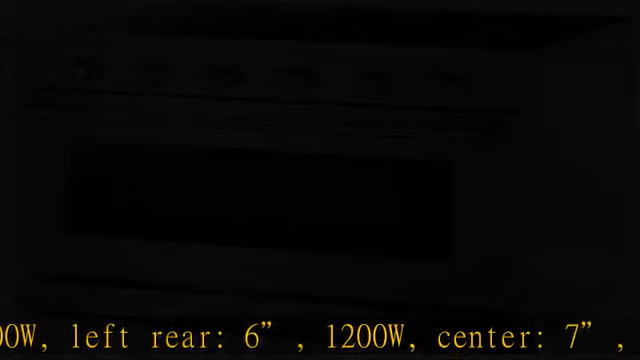 00W, left rear: 6” , 1200W, center: 7” ,